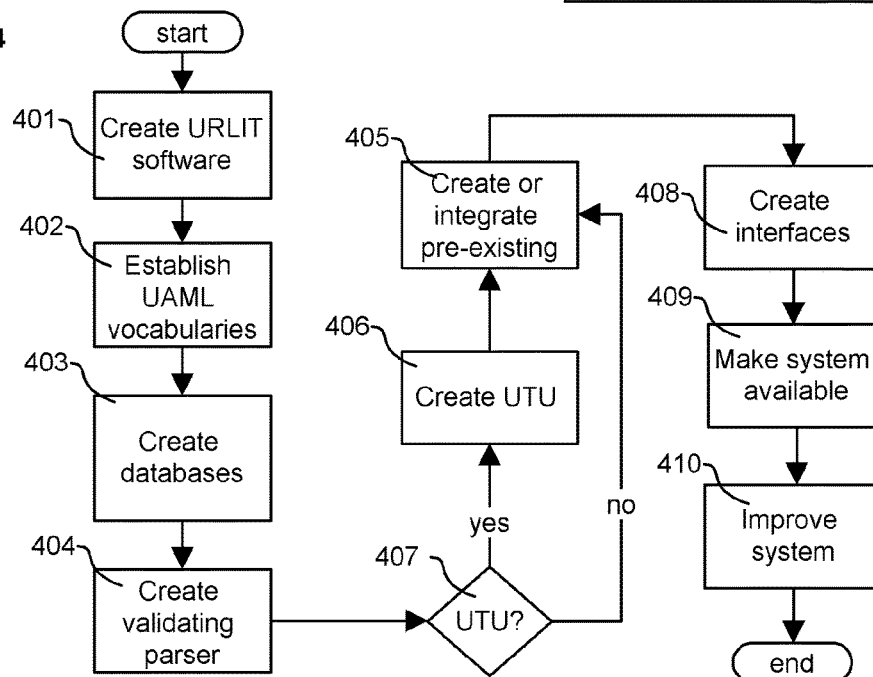 4
start
401
Create URLIT
software
402
Establish
UAML
vocabularies
403
Create
databases
404
Create
validating
parser
405
Create or
integrate
pre-existing
406
Create UTU
yes
no
407
UTU?
408
Create
interfaces
409
Make system
available
410
Improve
system
end